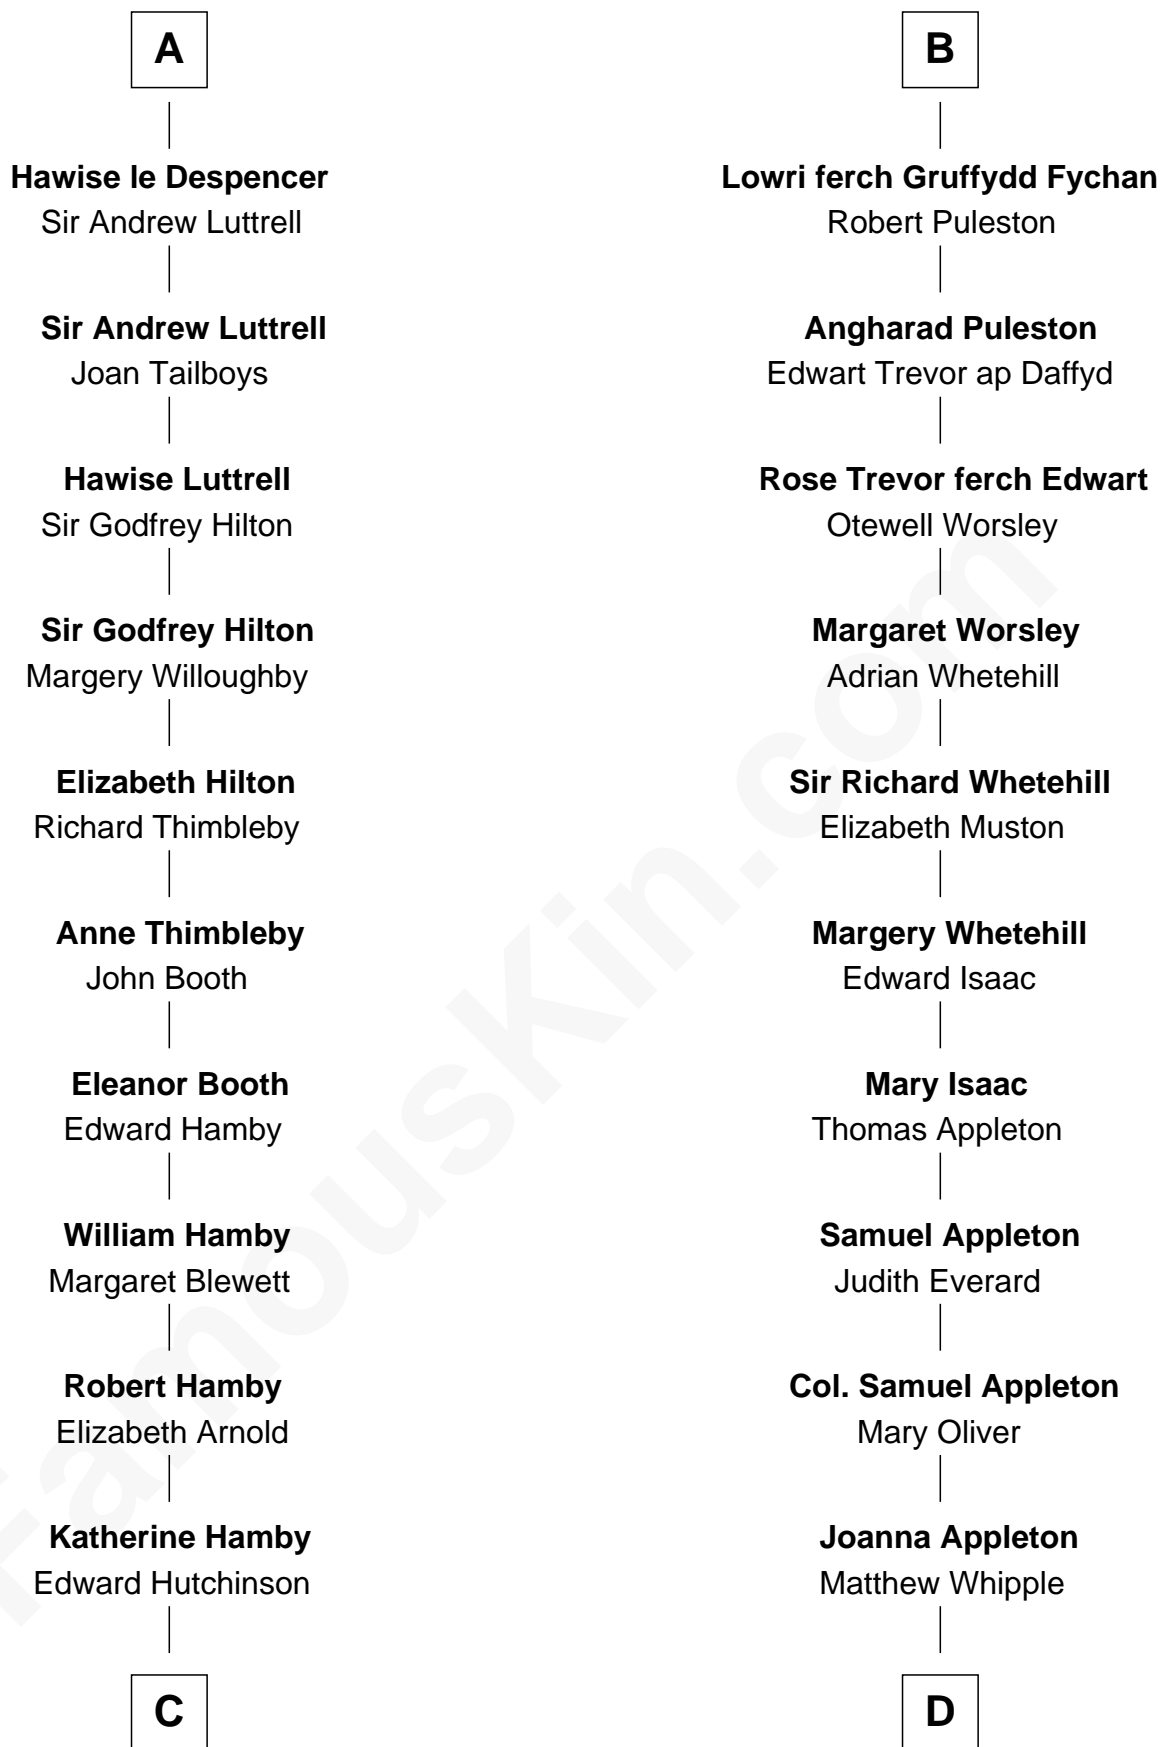 A
Hawise le Despencer
Sir Andrew Luttrell
Sir Andrew Luttrell
Joan Tailboys
Hawise Luttrell
Sir Godfrey Hilton
Sir Godfrey Hilton
Margery Willoughby
Elizabeth Hilton
Richard Thimbleby
Anne Thimbleby
John Booth
Eleanor Booth
Edward Hamby
William Hamby
Margaret Blewett
Robert Hamby
Elizabeth Arnold
Katherine Hamby
Edward Hutchinson
C
B
Lowri ferch Gruffydd Fychan
Robert Puleston
Angharad Puleston
Edwart Trevor ap Daffyd
Rose Trevor ferch Edwart
Otewell Worsley
Margaret Worsley
Adrian Whetehill
Sir Richard Whetehill
Elizabeth Muston
Margery Whetehill
Edward Isaac
Mary Isaac
Thomas Appleton
Samuel Appleton
Judith Everard
Col. Samuel Appleton
Mary Oliver
Joanna Appleton
Matthew Whipple
D
FamousKin.com